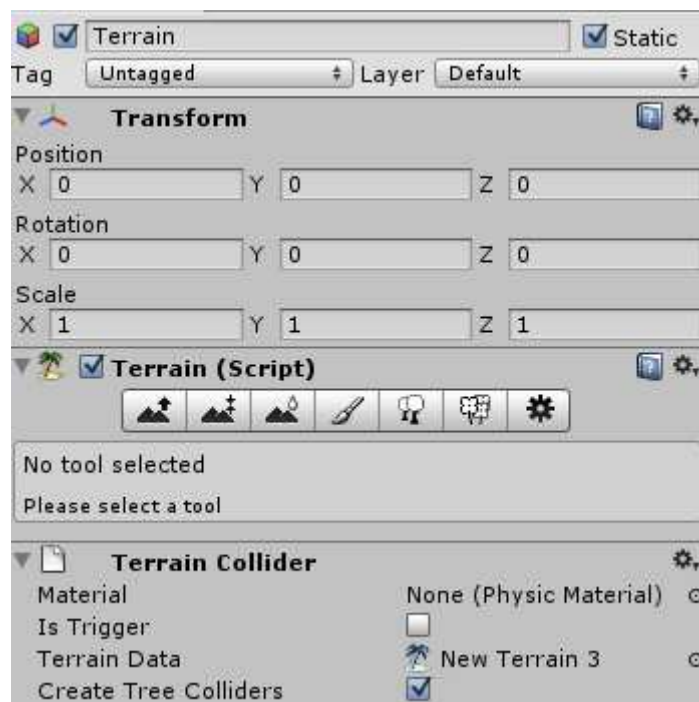 Terrain Static
Tag Untagged Layer Default
Transform
Position
X 0 Y 0 Z 0
Rotation
X 0 Y 0 Z 0
Scale
X 1 Y 1 Z 1
Terrain (Script)
No tool selected
Please select a tool
Terrain Collider
Material None (Physic Material)
Is Trigger
Terrain Data New Terrain 3
Create Tree Colliders